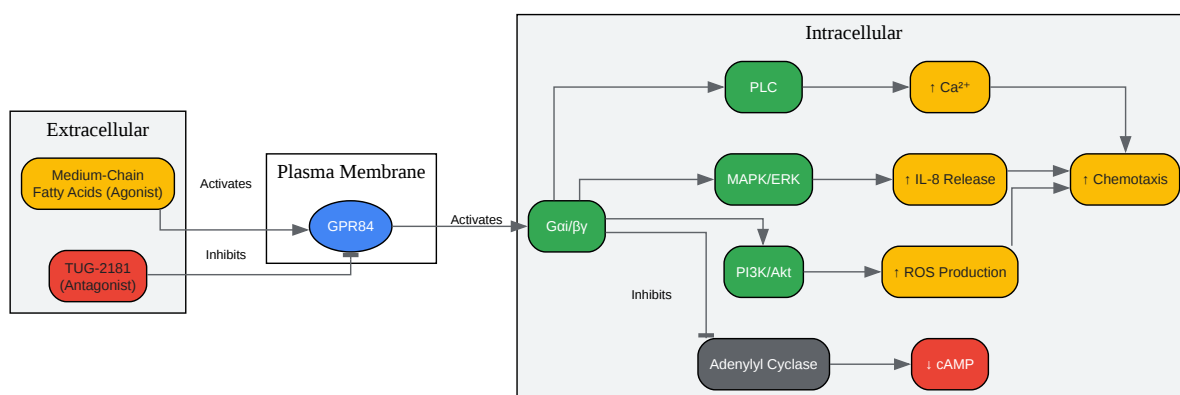 Extracellular
Medium-Chain
Fatty Acids (Agonist)
TUG-2181
(Antagonist)
Activates
Inhibits
Plasma Membrane
GPR84
Activates
Intracellular
Gαi/βγ
Inhibits
PLC
↑ Ca²⁺
MAPK/ERK
↑ IL-8 Release
↑ Chemotaxis
PI3K/Akt
↑ ROS Production
Adenylyl Cyclase
↓ cAMP